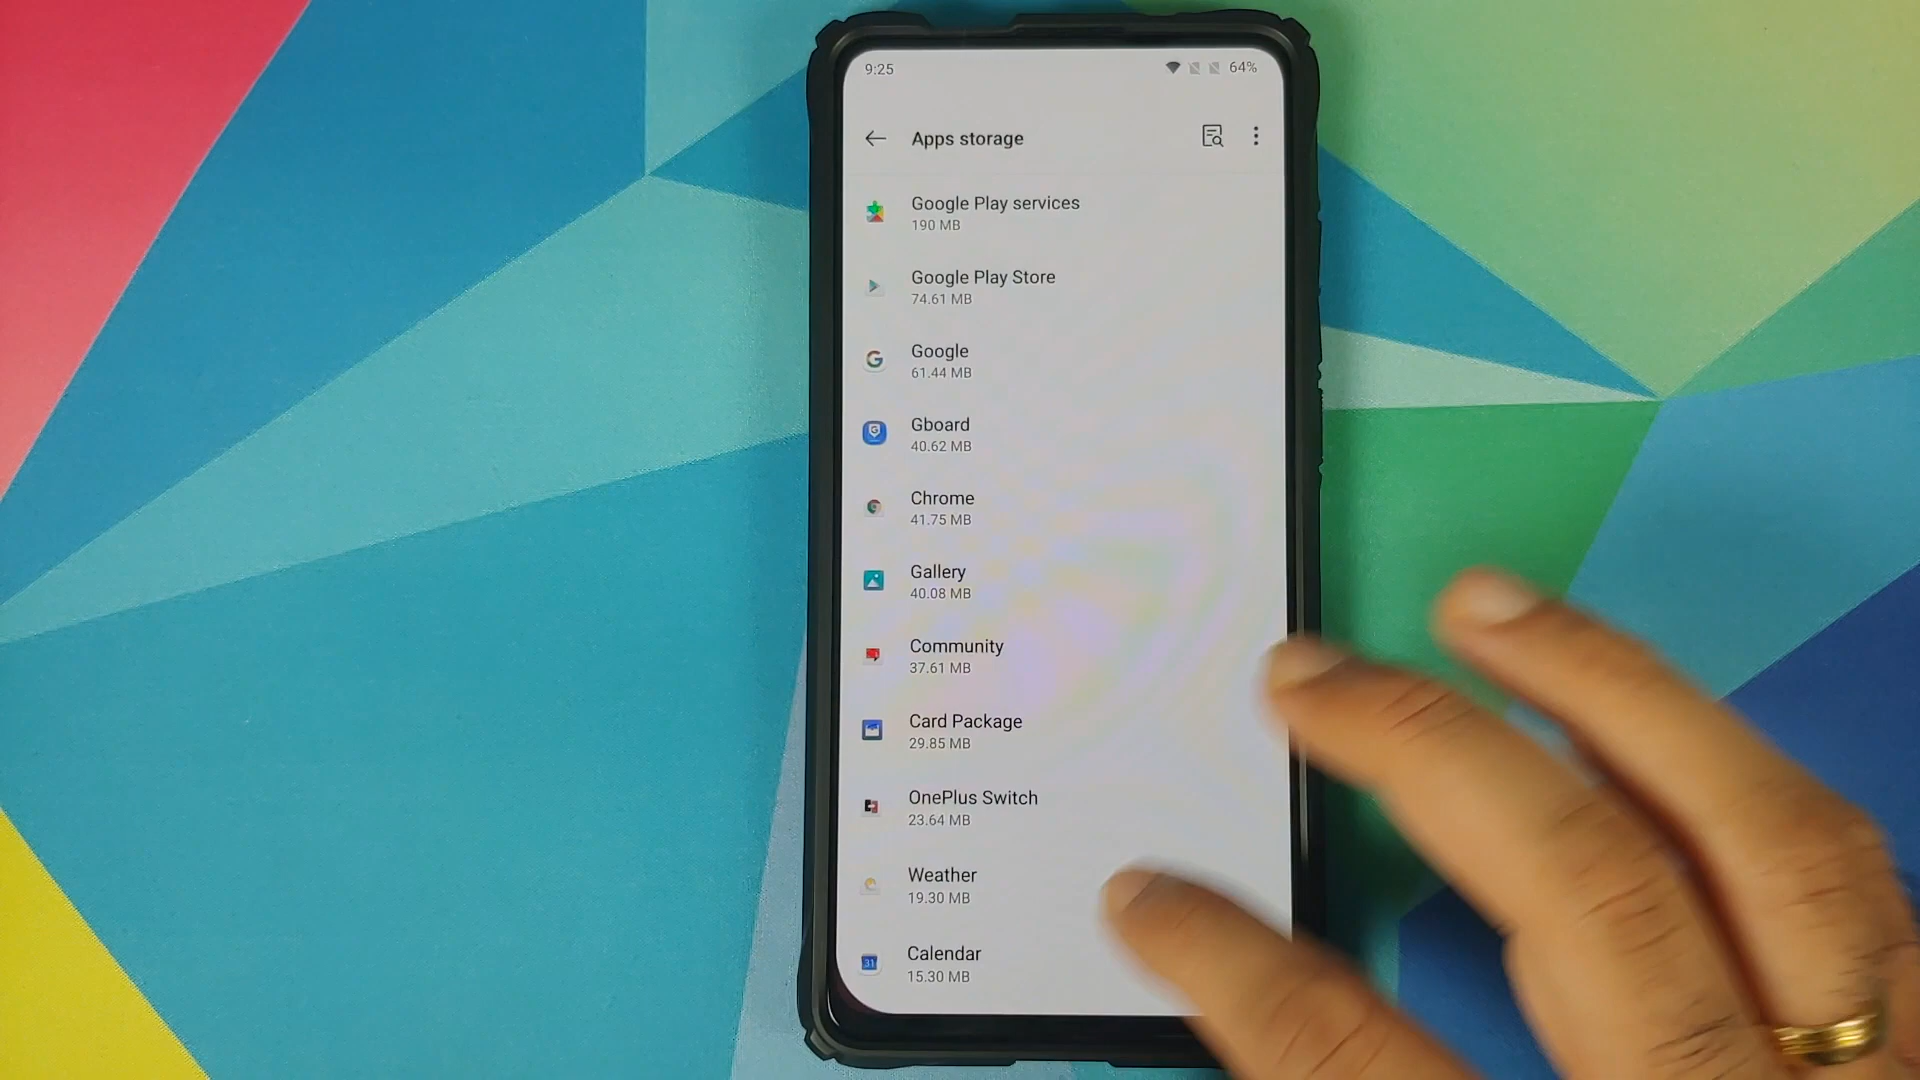 9:25
64%
Apps storage
Google Play services
190 MB
Google Play Store
74.61 MB
Google
61.44 MB
Gboard
40.62 MB
Chrome
41.75 MB
Gallery
40.08 MB
Community
37.61 MB
Card Package
29.85 MB
OnePlus Switch
23.64 MB
Weather
19.30 MB
Calendar
31
15.30 MB